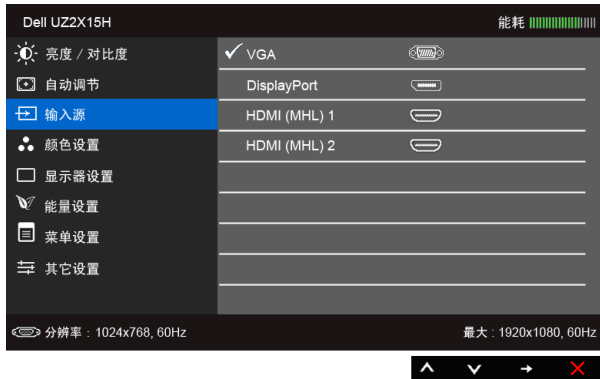 Dell UZ2X15H 能耗
亮度 / 对比度
自动调节
输入源
颜色设置
显示器设置
能量设置
菜单设置
其它设置
VGA
DisplayPort
HDMI (MHL) 1
HDMI (MHL) 2
分辨率 : 1024x768, 60Hz 最大 : 1920x1080, 60Hz